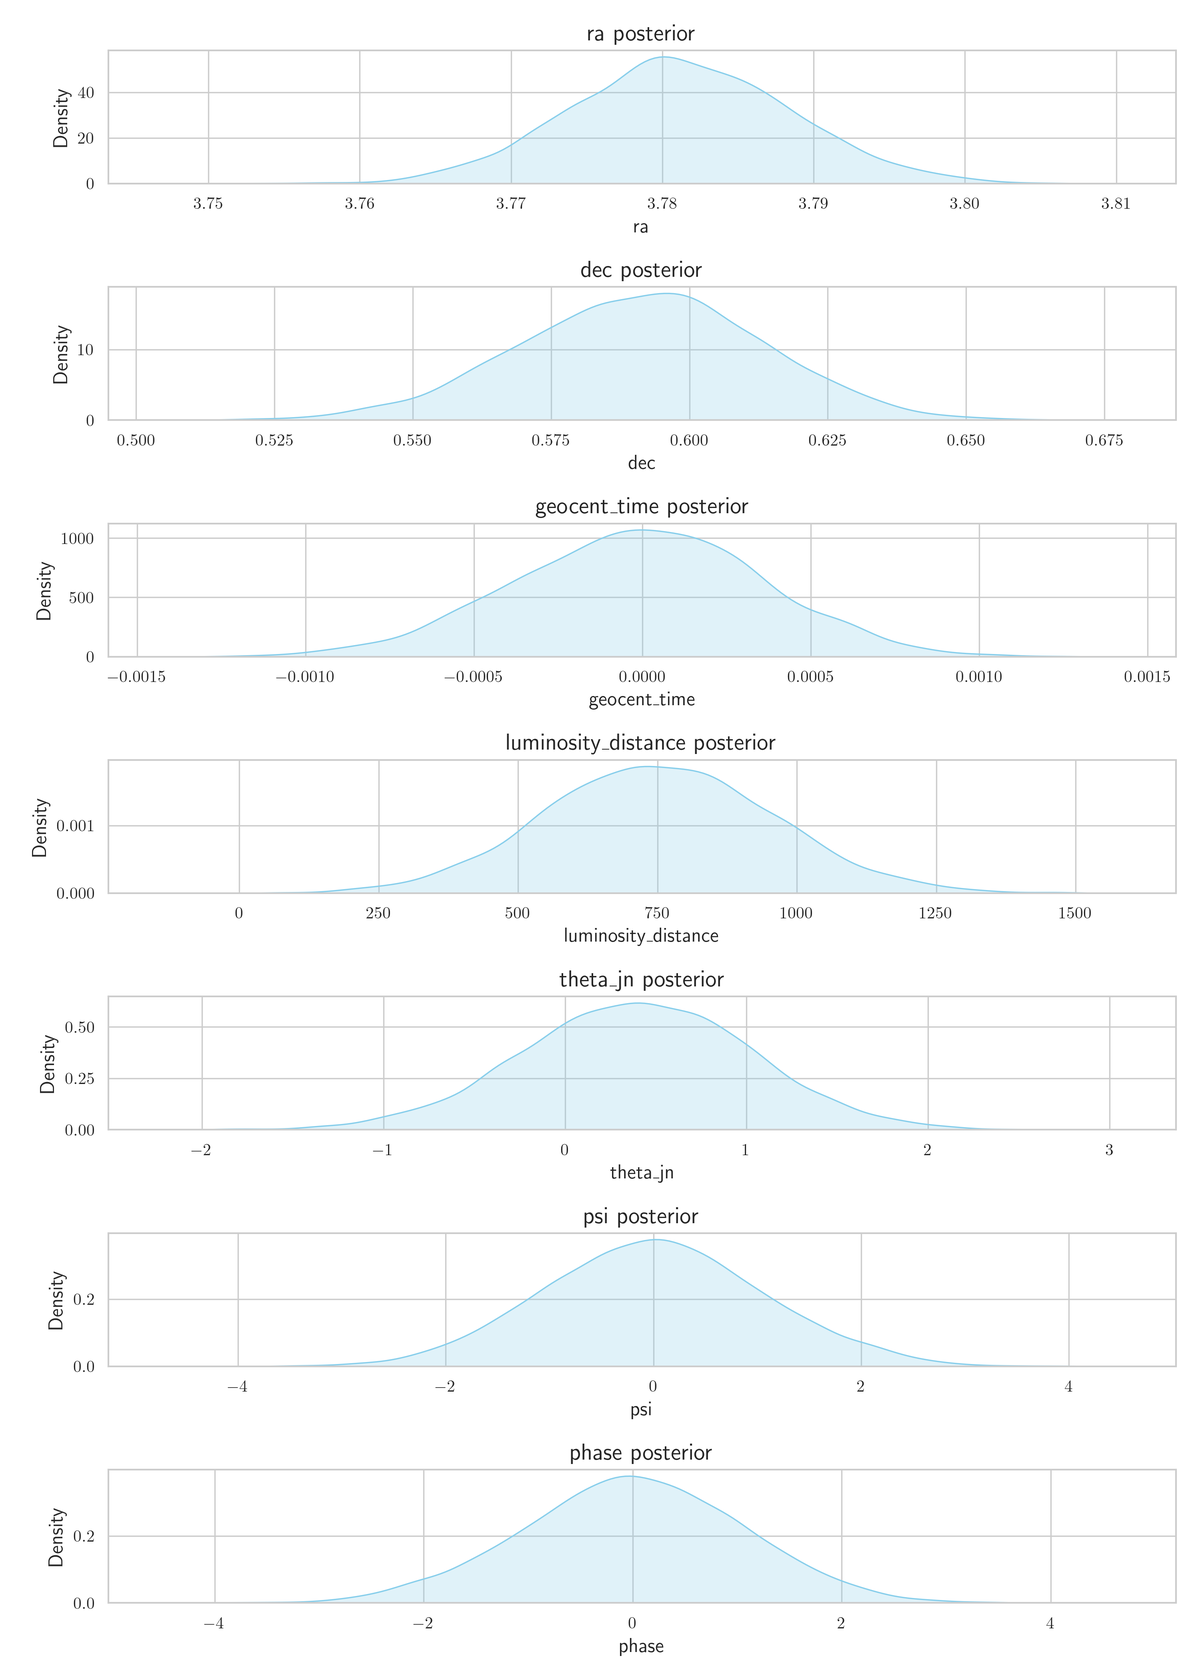 ra posterior
Density
40
20
0
3.75 3.76 3.77 3.78 3.79 3.80 3.81
ra
dec posterior
Density
10
0
0.500 0.525 0.550 0.575 0.600 0.625 0.650 0.675
dec
geocent_time posterior
Density
1000
500
0
−0.0015 −0.0010 −0.0005 0.0000 0.0005 0.0010 0.0015
geocent_time
luminosity_distance posterior
Density
0.001
0.000
0 250 500 750 1000 1250 1500
luminosity_distance
theta_jn posterior
Density
0.50
0.25
0.00
−2 −1 0 1 2 3
theta_jn
psi posterior
Density
0.2
0.0
−4 −2 0 2 4
psi
phase posterior
Density
0.2
0.0
−4 −2 0 2 4
phase